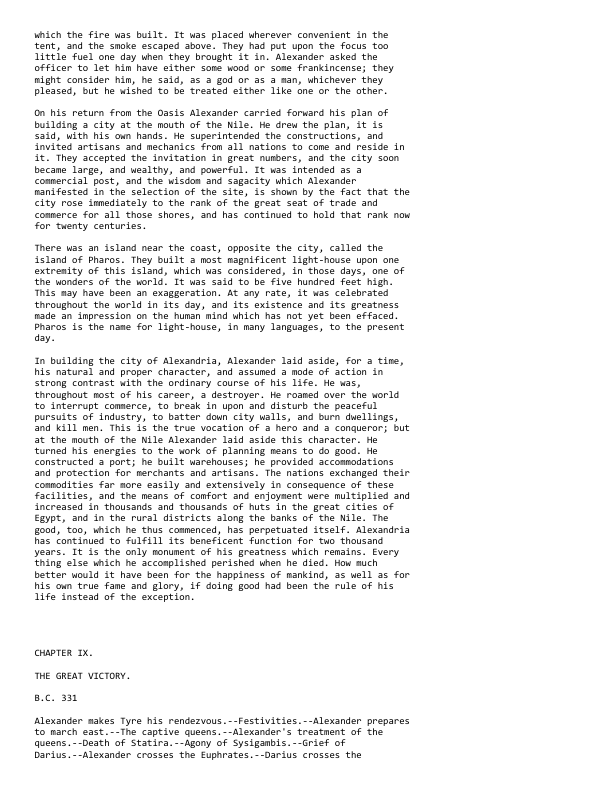 which the fire was built. It was placed wherever convenient in the
tent, and the smoke escaped above. They had put upon the focus too
little fuel one day when they brought it in. Alexander asked the
officer to let him have either some wood or some frankincense; they
might consider him, he said, as a god or as a man, whichever they
pleased, but he wished to be treated either like one or the other.
On his return from the Oasis Alexander carried forward his plan of
building a city at the mouth of the Nile. He drew the plan, it is
said, with his own hands. He superintended the constructions, and
invited artisans and mechanics from all nations to come and reside in
it. They accepted the invitation in great numbers, and the city soon
became large, and wealthy, and powerful. It was intended as a
commercial post, and the wisdom and sagacity which Alexander
manifested in the selection of the site, is shown by the fact that the
city rose immediately to the rank of the great seat of trade and
commerce for all those shores, and has continued to hold that rank now
for twenty centuries.
There was an island near the coast, opposite the city, called the
island of Pharos. They built a most magnificent light-house upon one
extremity of this island, which was considered, in those days, one of
the wonders of the world. It was said to be five hundred feet high.
This may have been an exaggeration. At any rate, it was celebrated
throughout the world in its day, and its existence and its greatness
made an impression on the human mind which has not yet been effaced.
Pharos is the name for light-house, in many languages, to the present
day.
In building the city of Alexandria, Alexander laid aside, for a time,
his natural and proper character, and assumed a mode of action in
strong contrast with the ordinary course of his life. He was,
throughout most of his career, a destroyer. He roamed over the world
to interrupt commerce, to break in upon and disturb the peaceful
pursuits of industry, to batter down city walls, and burn dwellings,
and kill men. This is the true vocation of a hero and a conqueror; but
at the mouth of the Nile Alexander laid aside this character. He
turned his energies to the work of planning means to do good. He
constructed a port; he built warehouses; he provided accommodations
and protection for merchants and artisans. The nations exchanged their
commodities far more easily and extensively in consequence of these
facilities, and the means of comfort and enjoyment were multiplied and
increased in thousands and thousands of huts in the great cities of
Egypt, and in the rural districts along the banks of the Nile. The
good, too, which he thus commenced, has perpetuated itself. Alexandria
has continued to fulfill its beneficent function for two thousand
years. It is the only monument of his greatness which remains. Every
thing else which he accomplished perished when he died. How much
better would it have been for the happiness of mankind, as well as for
his own true fame and glory, if doing good had been the rule of his
life instead of the exception.
CHAPTER IX.
THE GREAT VICTORY.
B.C. 331
Alexander makes Tyre his rendezvous.--Festivities.--Alexander prepares
to march east.--The captive queens.--Alexander's treatment of the
queens.--Death of Statira.--Agony of Sysigambis.--Grief of
Darius.--Alexander crosses the Euphrates.--Darius crosses the